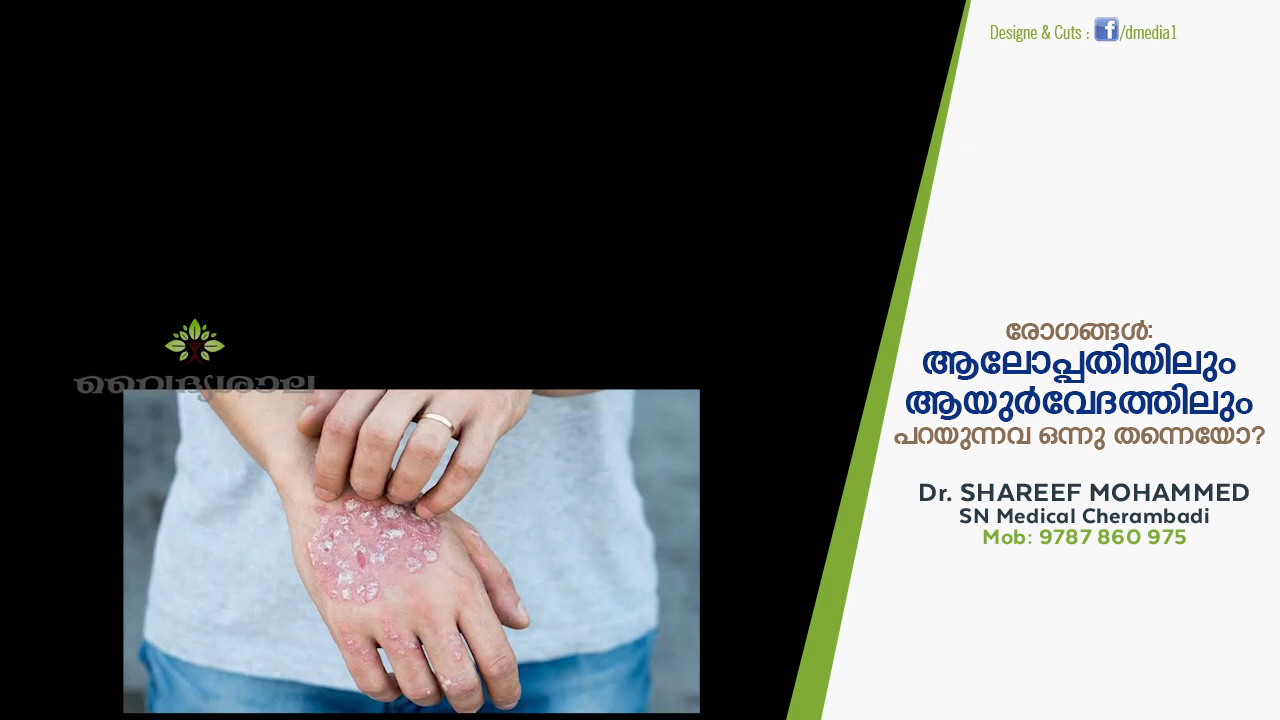 Designe & Cuts : f/dmedia1
വൈദ്യശാല
രോഗങ്ങൾ:
ആലോപ്പതിയിലും
ആയുർവേദത്തിലും
പറയുന്നവ ഒന്നു തന്നെയോ?
Dr. SHAREEF MOHAMMED
SN Medical Cherambadi
Mob: 9787 860 975